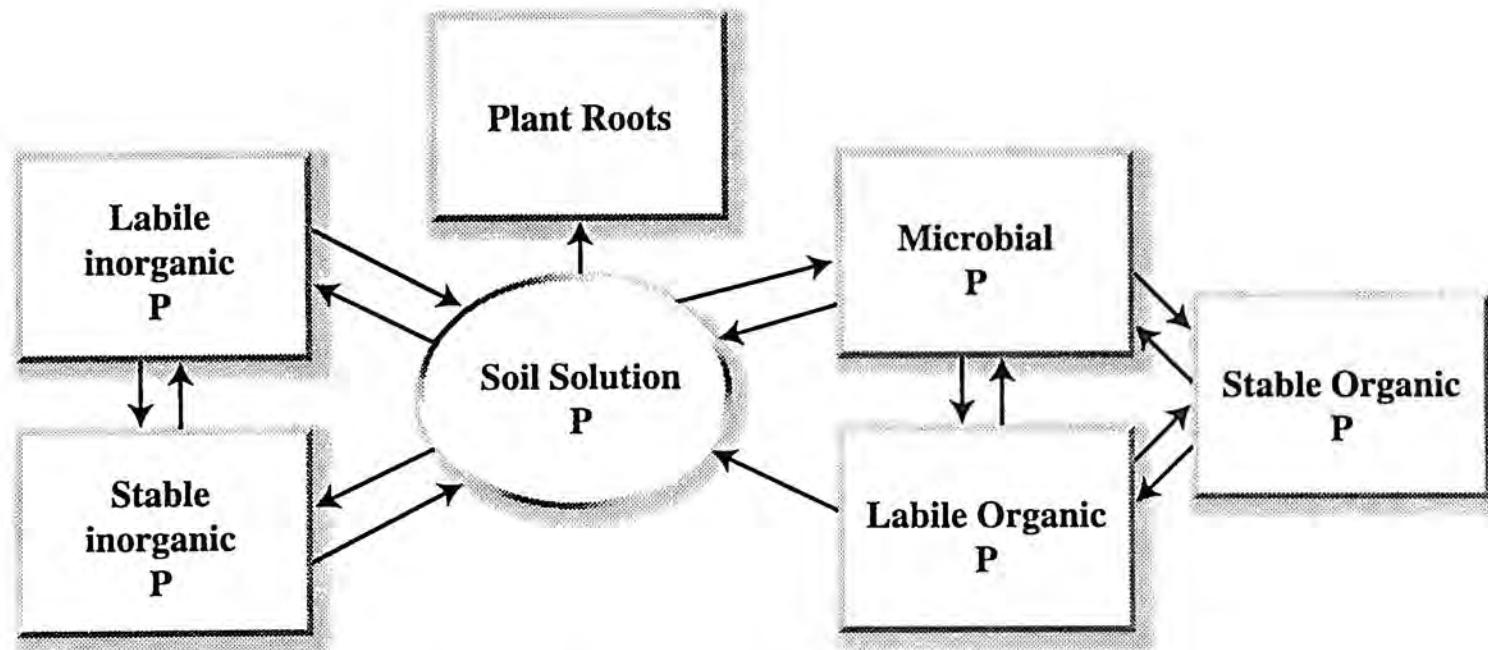 Plant Roots
Labile
inorganic
P
Microbial
P
Soil Solution
P
Stable Organic
P
Stable
inorganic
P
Labile Organic
P